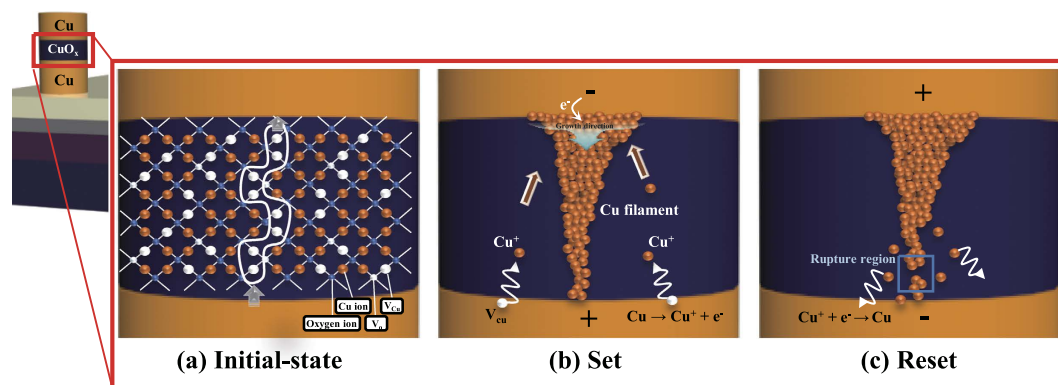 Cu
CuOx
Cu
Cu ion
VCu
Oxygen ion
Vo
(a) Initial-state
-
e-
Growth direction
Cu filament
Cu+
Cu+
Vcu
+
Cu → Cu+ + e-
(b) Set
+
Rupture region
Cu+ + e- → Cu
-
(c) Reset